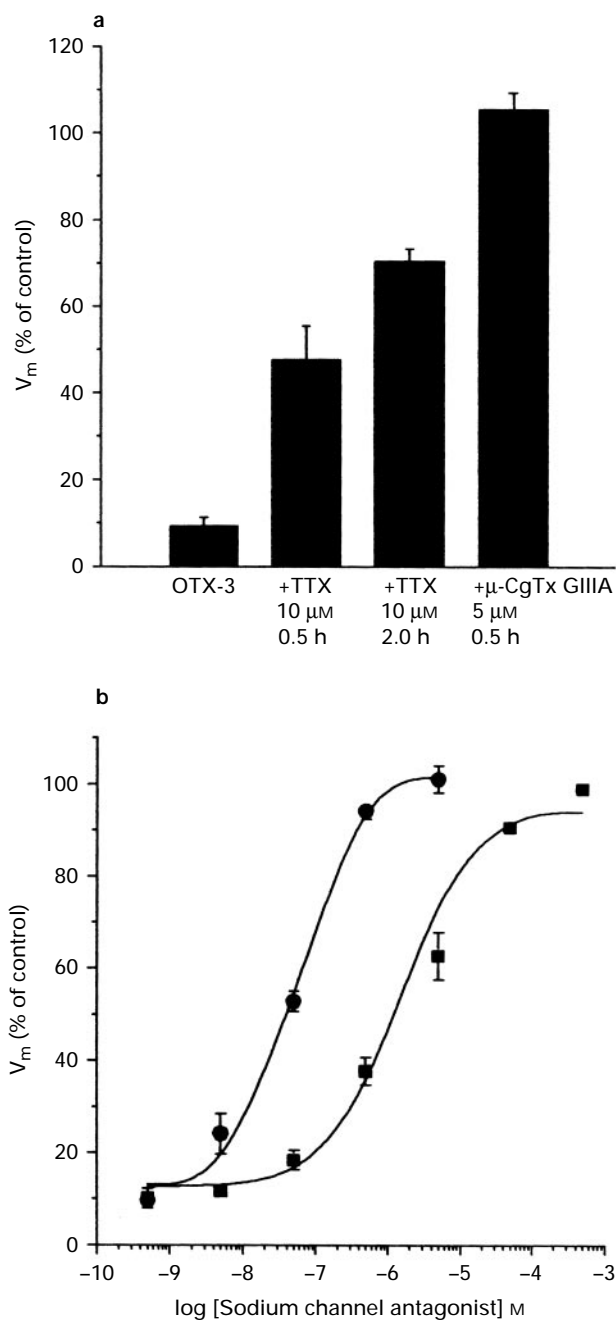 a
120
100
80
60
40
20
0
Vm (% of control)
OTX-3 +TTX +TTX +μ-CgTx GIIIA
10 μM 10 μM 5 μM
0.5 h 2.0 h 0.5 h
b
100
80
60
40
20
0
Vm (% of control)
–10 –9 –8 –7 –6 –5 –4 –3
log [Sodium channel antagonist] M